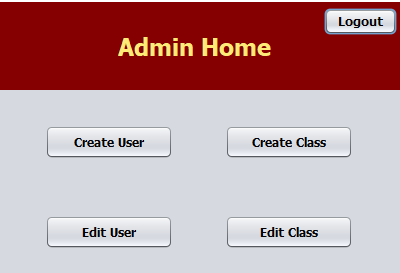 Logout
Admin Home
Create User
Create Class
Edit User
Edit Class